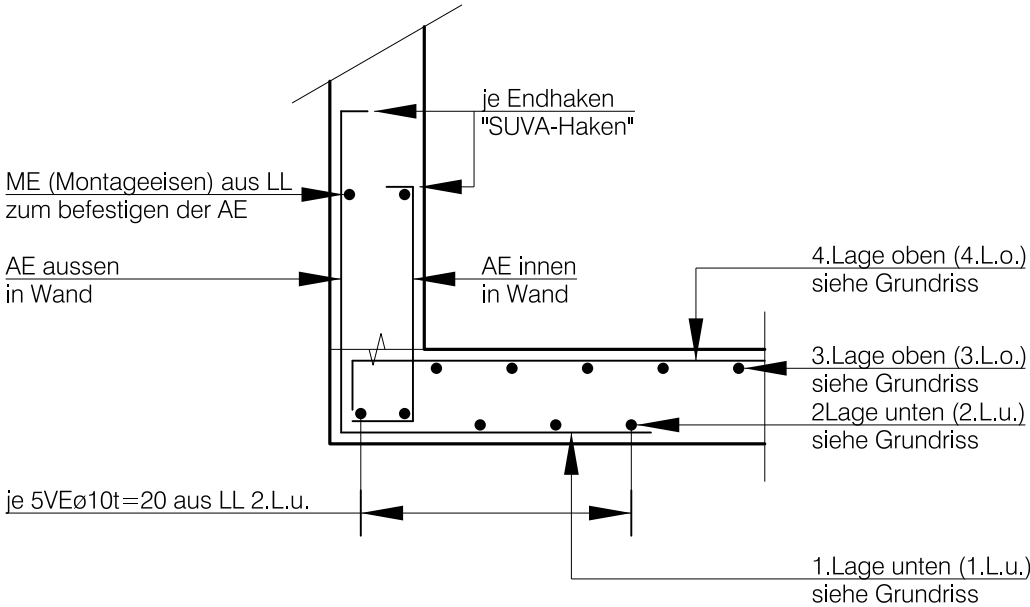 je Endhaken
"SUVA-Haken"
ME (Montageeisen) aus LL
zum befestigen der AE
AE aussen
in Wand
AE innen
in Wand
4.Lage oben (4.L.o.)
siehe Grundriss
3.Lage oben (3.L.o.)
siehe Grundriss
2Lage unten (2.L.u.)
siehe Grundriss
je 5VEø10t=20 aus LL 2.L.u.
1.Lage unten (1.L.u.)
siehe Grundriss